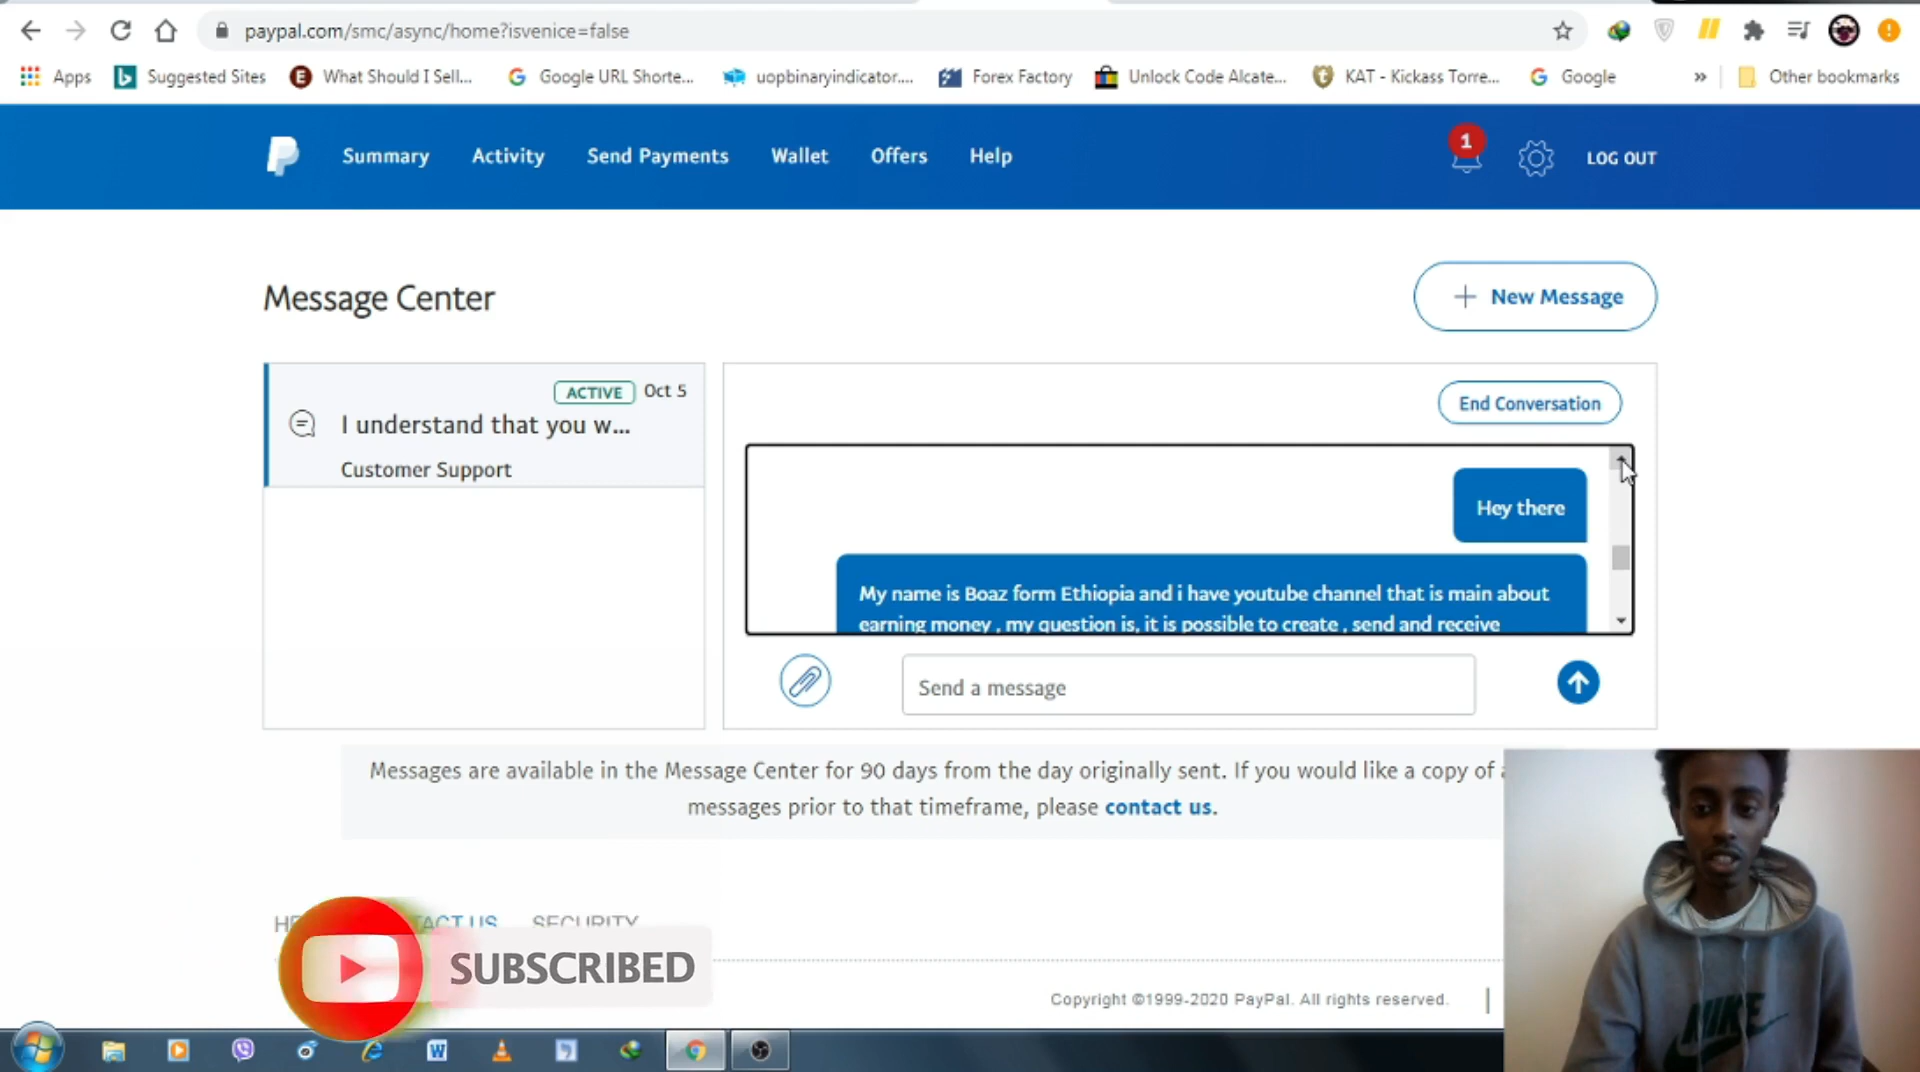 paypal.com/smc/async/home?isvenice=false
Apps
Suggested Sites
What Should I Sell...
Google URL Shorte...
uopbinaryindicator....
Forex Factory
Unlock Code Alcate...
KAT - Kickass Torre...
Google
»
Other bookmarks
Summary
Activity
Send Payments
Wallet
Offers
Help
1
LOG OUT
Message Center
+ New Message
ACTIVE Oct 5
I understand that you w...
Customer Support
End Conversation
Hey there
My name is Boaz form Ethiopia and i have youtube channel that is main about
earning money , my question is, it is possible to create , send and receive
Send a message
Messages are available in the Message Center for 90 days from the day originally sent. If you would like a copy of
messages prior to that timeframe, please contact us.
US SECURITY
SUBSCRIBED
Copyright ©1999-2020 PayPal. All rights reserved.
NIKE